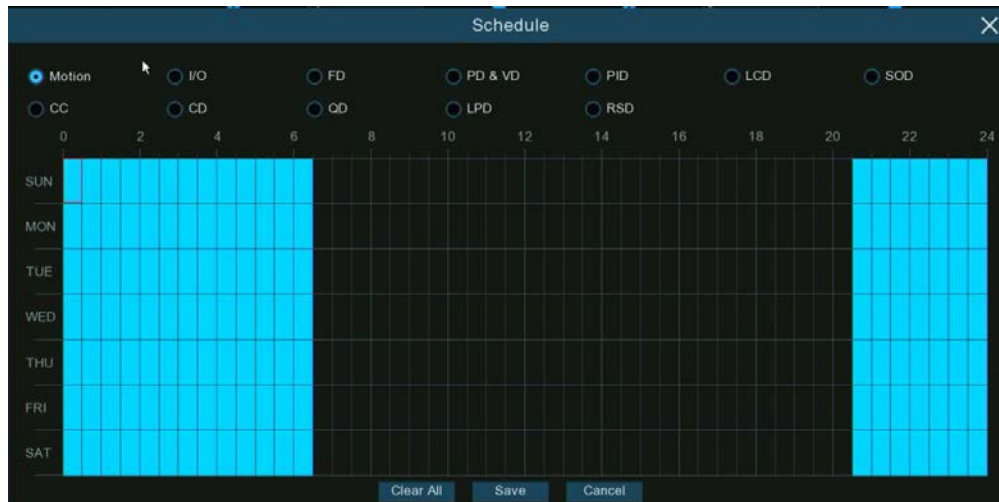 Schedule
Motion I/O FD PD & VD PID LCD SOD
CC CD QD LPD RSD
0 2 4 6 8 10 12 14 16 18 20 22 24
SUN
MON
TUE
WED
THU
FRI
SAT
Clear All Save Cancel